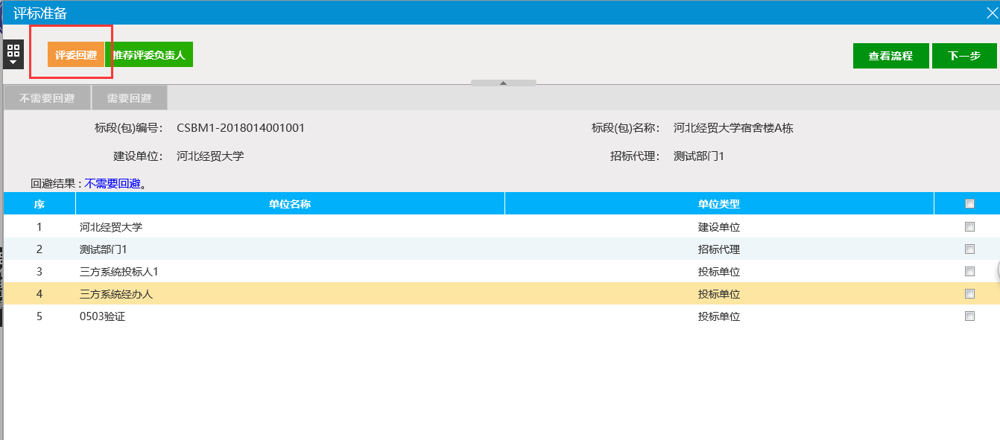 评标准备
评委回避 推荐评委负责人 查看流程 下一步
不需要回避 需要回避
标段(包)编号： CSBM1-2018014001001 标段(包)名称： 河北经贸大学宿舍楼A栋
建设单位： 河北经贸大学 招标代理： 测试部门1
回避结果 : 不需要回避。
序 单位名称 单位类型
1 河北经贸大学 建设单位
2 测试部门1 招标代理
3 三方系统投标人1 投标单位
4 三方系统经办人 投标单位
5 0503验证 投标单位